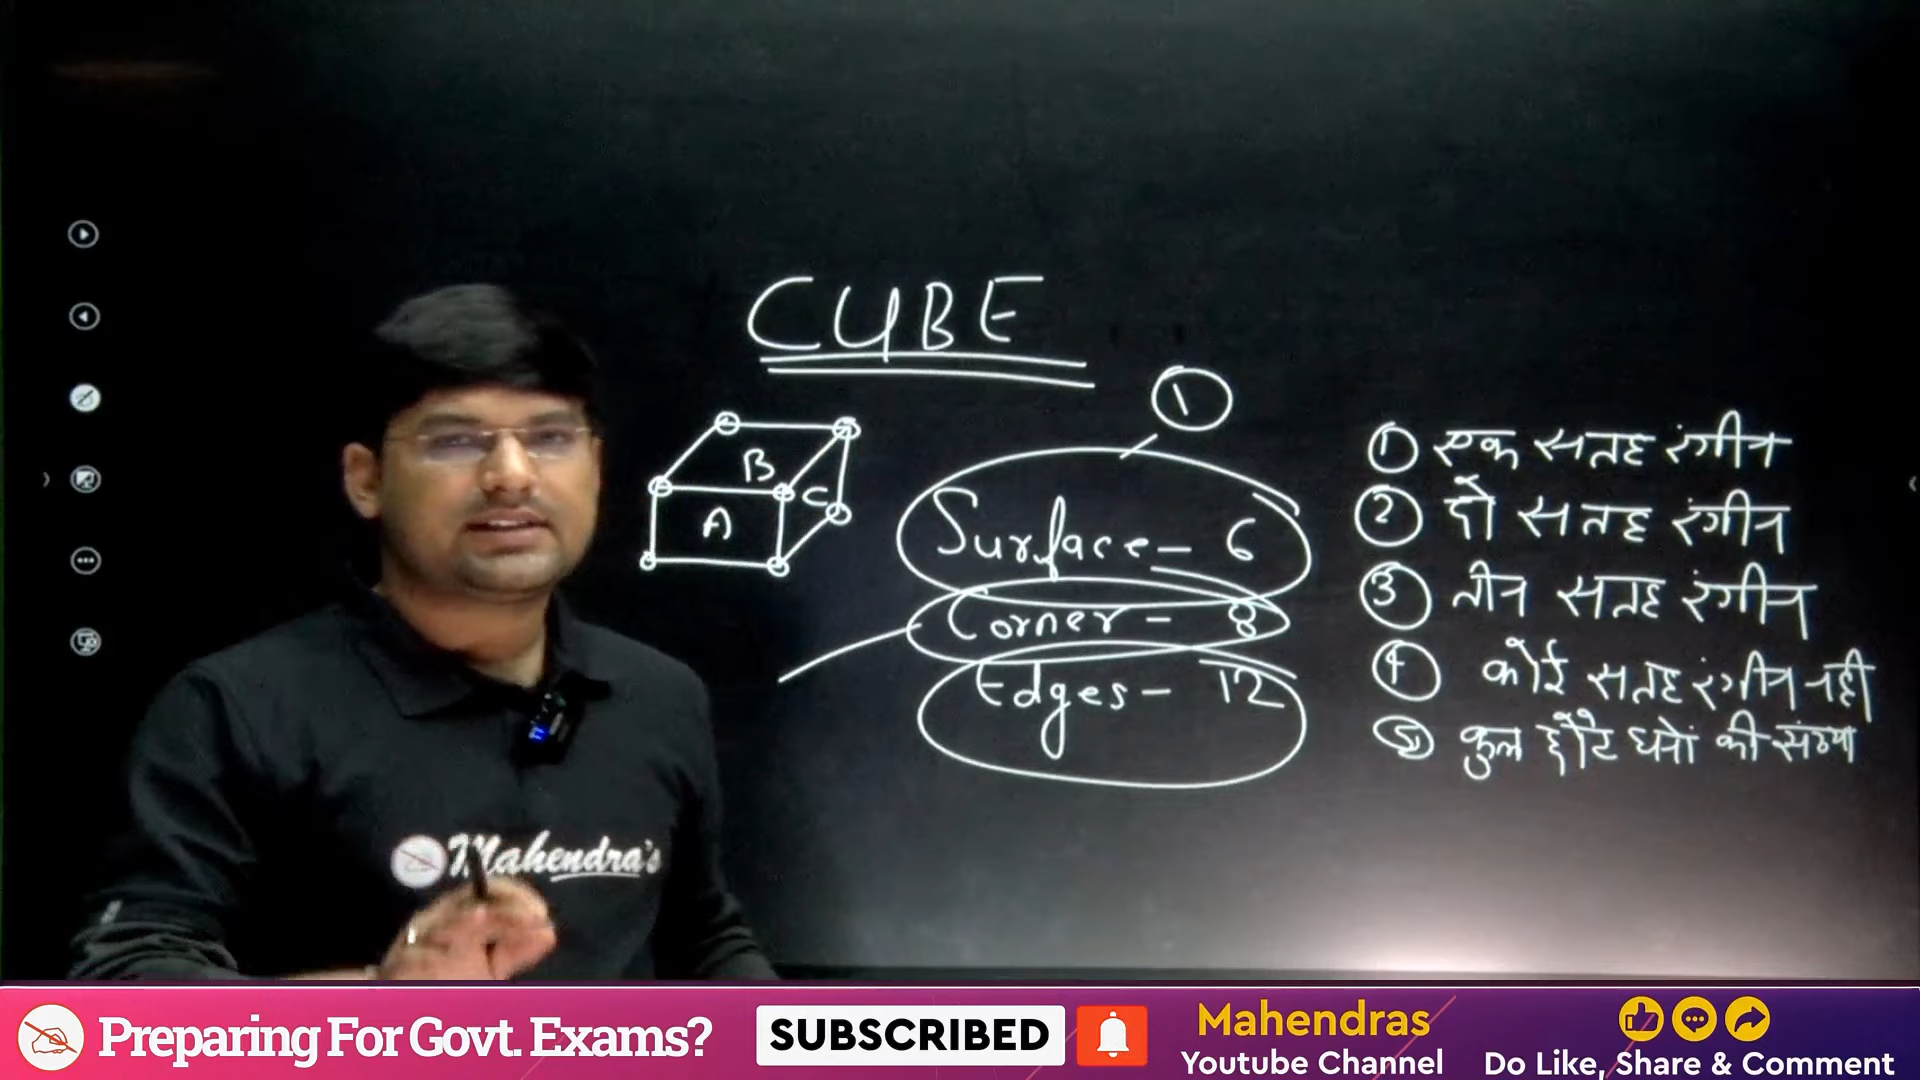 CUBE
1
B
C
A
Surface - 6
Corner - 8
Edges - 12
1 एक सतह रंगीन
2 दो सतह रंगीन
3 तीन सतह रंगीन
4 कोई सतह रंगीन नही
5 कुल छोटे घनों की संख्या
Mahendra's
Preparing For Govt. Exams?
SUBSCRIBED
Mahendras
Youtube Channel
Do Like, Share & Comment